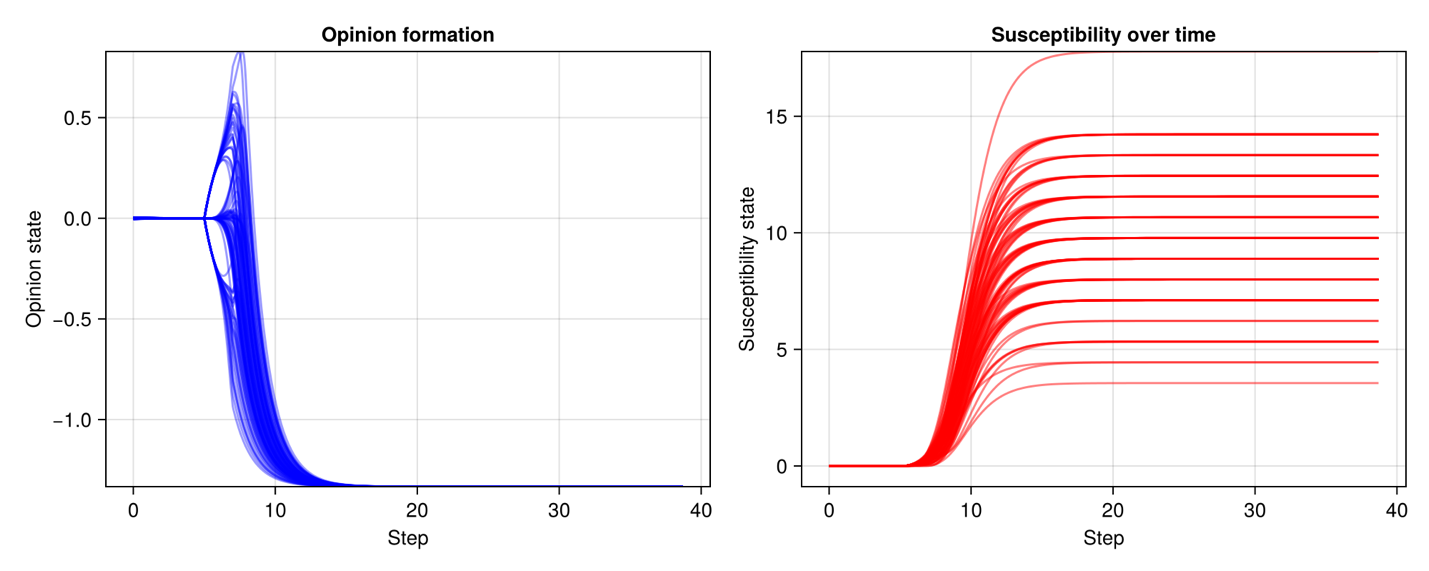 Opinion formation
Opinion state
0.5
0.0
−0.5
−1.0
0 10 20 30 40
Step
Susceptibility over time
Susceptibility state
15
10
5
0
0 10 20 30 40
Step